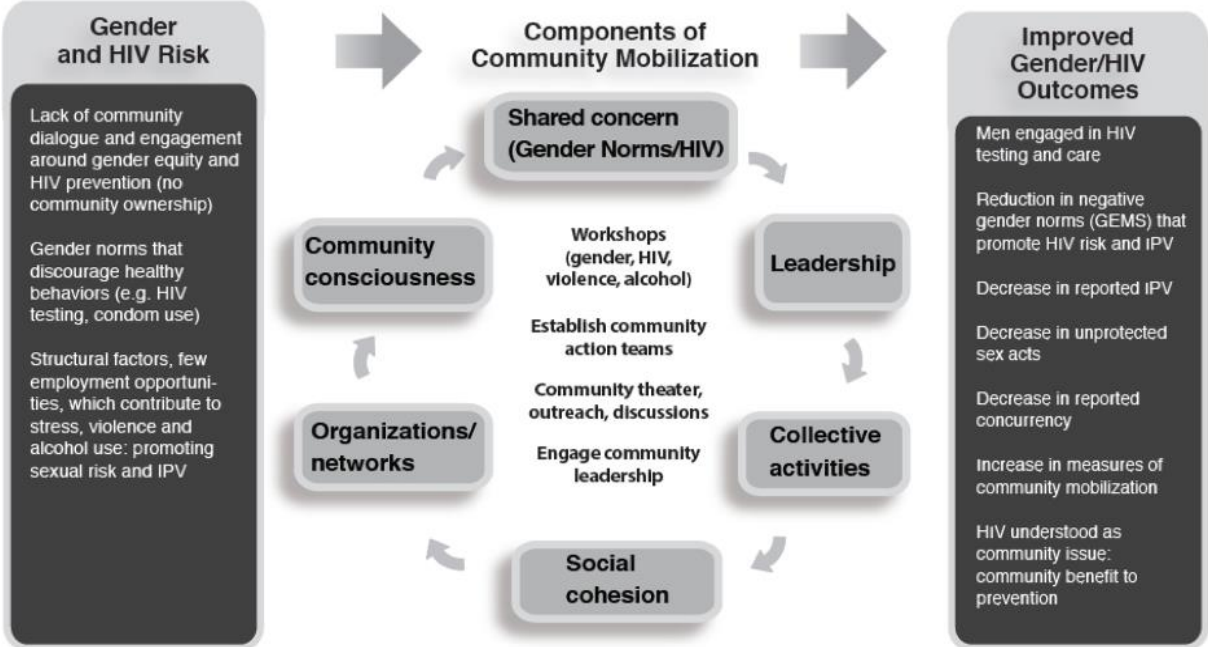 Gender
and HIV Risk
Lack of community
dialogue and engagement
around gender equity and
HIV prevention (no
community ownership)
Gender norms that
discourage healthy
behaviors (e.g. HIV
testing, condom use)
Structural factors, few
employment opportuni-
ties, which contribute to
stress, violence and
alcohol use: promoting
sexual risk and IPV
Components of
Community Mobilization
Shared concern
(Gender Norms/HIV)
Leadership
Collective
activities
Social
cohesion
Organizations/
networks
Community
consciousness
Workshops
(gender, HIV,
violence, alcohol)
Establish community
action teams
Community theater,
outreach, discussions
Engage community
leadership
Improved
Gender/HIV
Outcomes
Men engaged in HIV
testing and care
Reduction in negative
gender norms (GEMS) that
promote HIV risk and IPV
Decrease in reported IPV
Decrease in unprotected
sex acts
Decrease in reported
concurrency
Increase in measures of
community mobilization
HIV understood as
community issue:
community benefit to
prevention